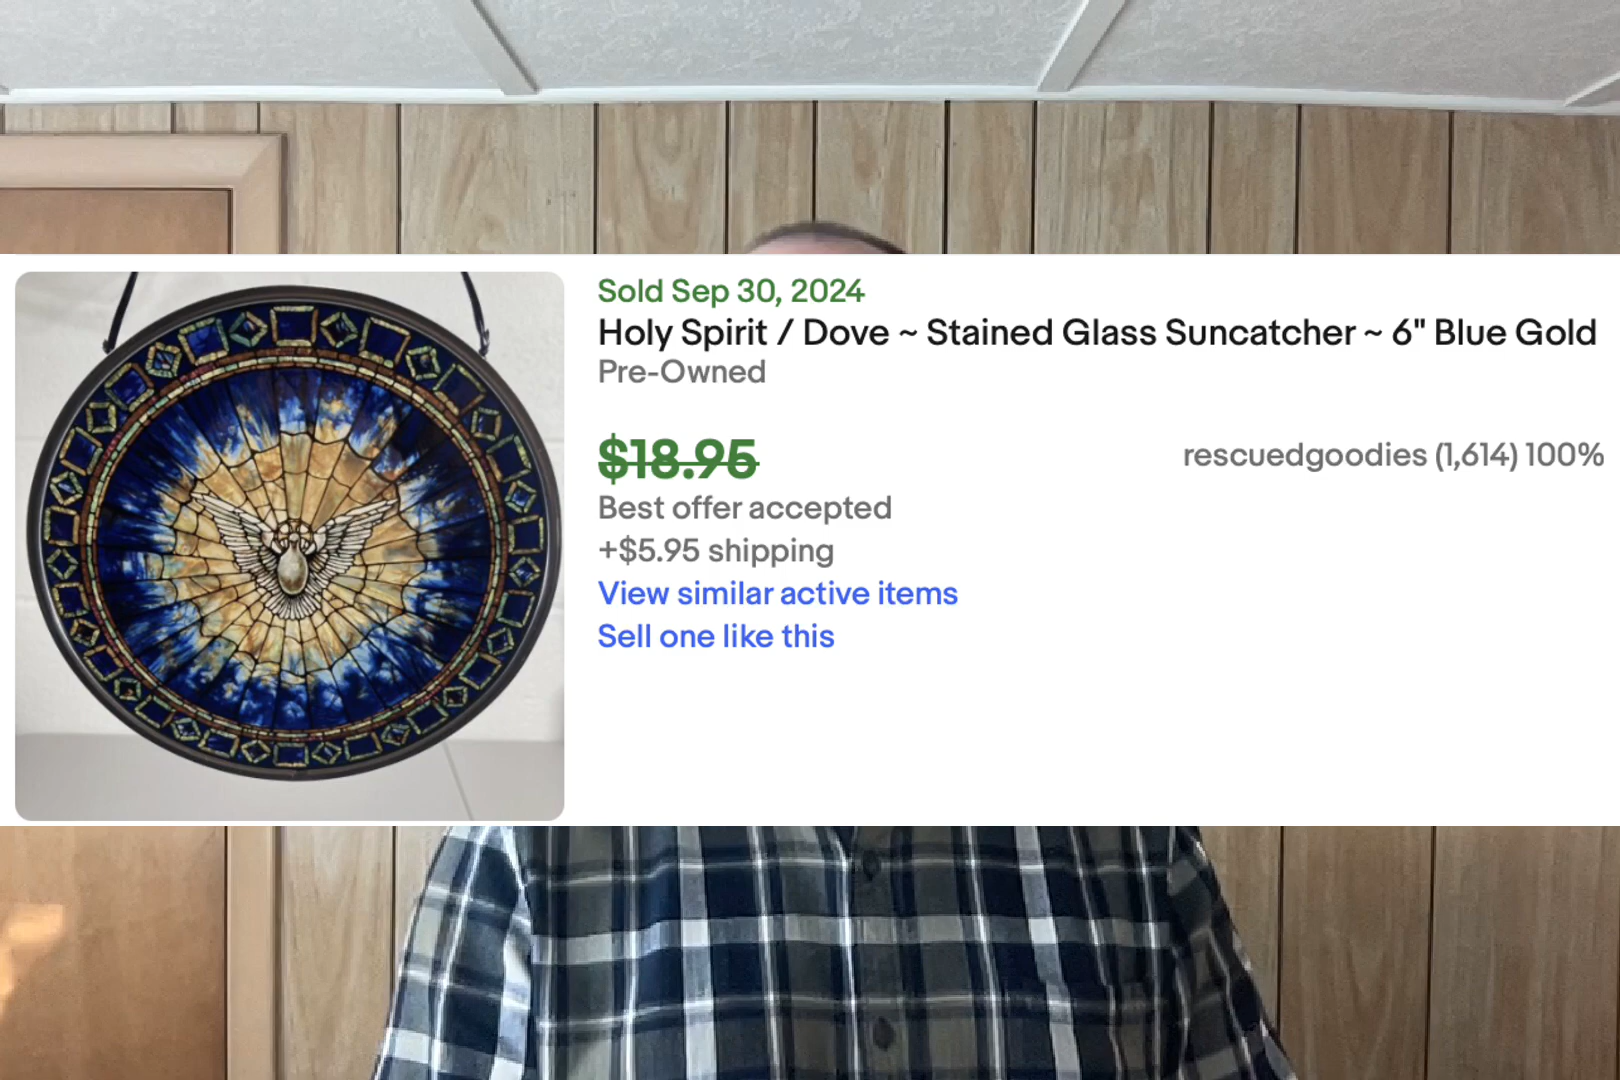 Sold Sep 30, 2024
Holy Spirit / Dove ~ Stained Glass Suncatcher ~ 6" Blue Gold
Pre-Owned
$18.95
rescuedgoodies (1,614) 100%
Best offer accepted
+$5.95 shipping
View similar active items
Sell one like this